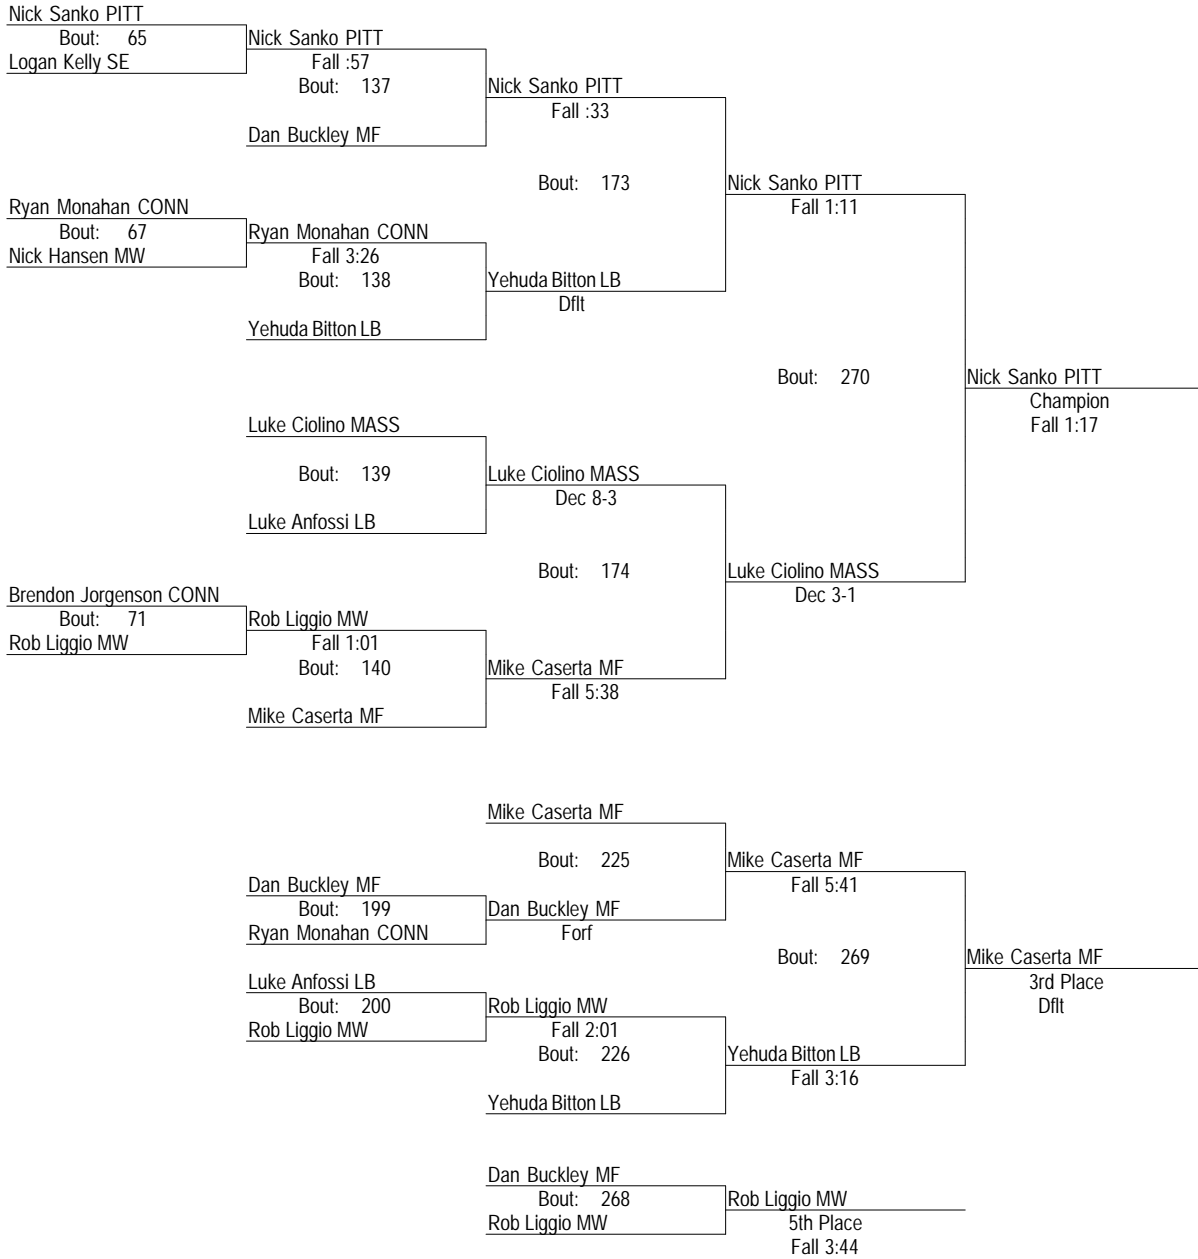 Nick Sanko PITT
Bout: 65
Nick Sanko PITT
Logan Kelly SE
Fall :57
Bout: 137
Nick Sanko PITT
Fall :33
Dan Buckley MF
Bout: 173
Nick Sanko PITT
Ryan Monahan CONN
Fall 1:11
Bout: 67
Ryan Monahan CONN
Nick Hansen MW
Fall 3:26
Bout: 138
Yehuda Bitton LB
Dflt
Yehuda Bitton LB
Bout: 270
Nick Sanko PITT
Champion
Fall 1:17
Luke Ciolino MASS
Bout: 139
Luke Ciolino MASS
Dec 8-3
Luke Anfossi LB
Bout: 174
Luke Ciolino MASS
Dec 3-1
Brendon Jorgenson CONN
Bout: 71
Rob Liggio MW
Rob Liggio MW
Fall 1:01
Bout: 140
Mike Caserta MF
Fall 5:38
Mike Caserta MF
Mike Caserta MF
Bout: 225
Mike Caserta MF
Fall 5:41
Dan Buckley MF
Bout: 199
Dan Buckley MF
Ryan Monahan CONN
Forf
Bout: 269
Mike Caserta MF
3rd Place
Dflt
Luke Anfossi LB
Bout: 200
Rob Liggio MW
Rob Liggio MW
Fall 2:01
Bout: 226
Yehuda Bitton LB
Fall 3:16
Yehuda Bitton LB
Dan Buckley MF
Bout: 268
Rob Liggio MW
Rob Liggio MW
5th Place
Fall 3:44